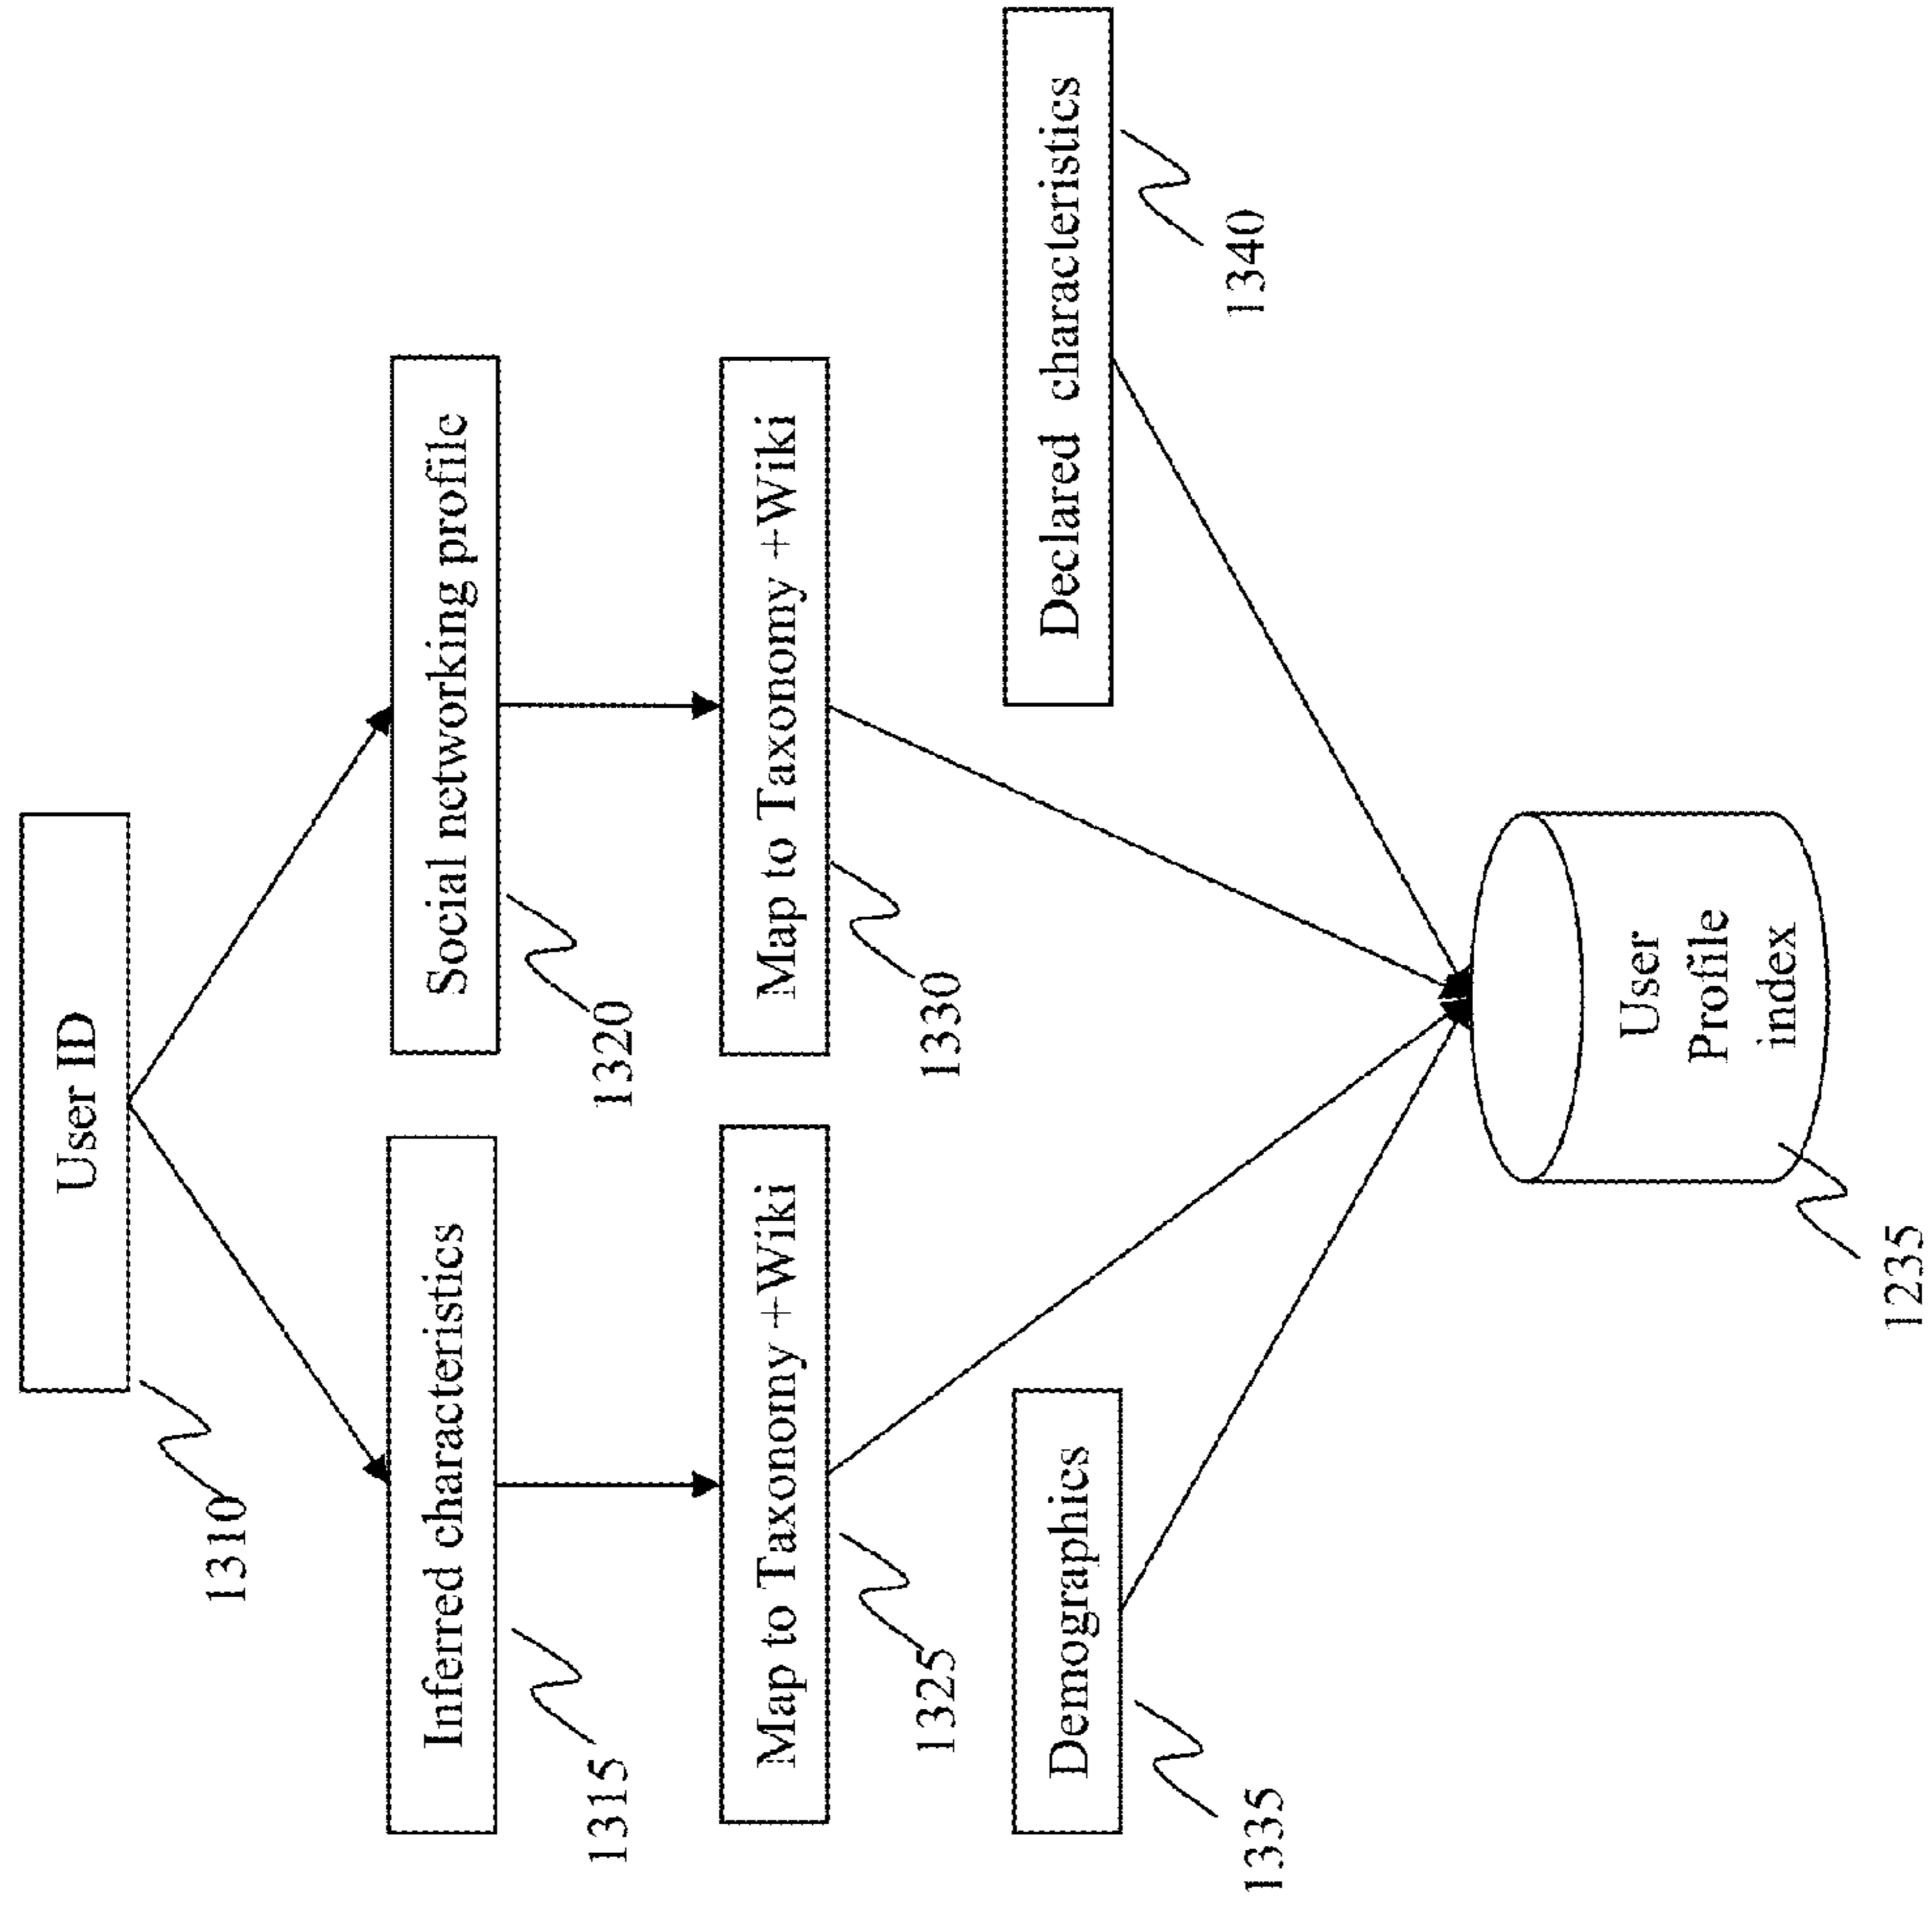 User ID
1310
Inferred characteristics
1315
Social networking profile
1320
Map to Taxonomy +Wiki
1325
Map to Taxonomy +Wiki
1330
Demographics
1335
Declared characteristics
1340
User
Profile
index
1235